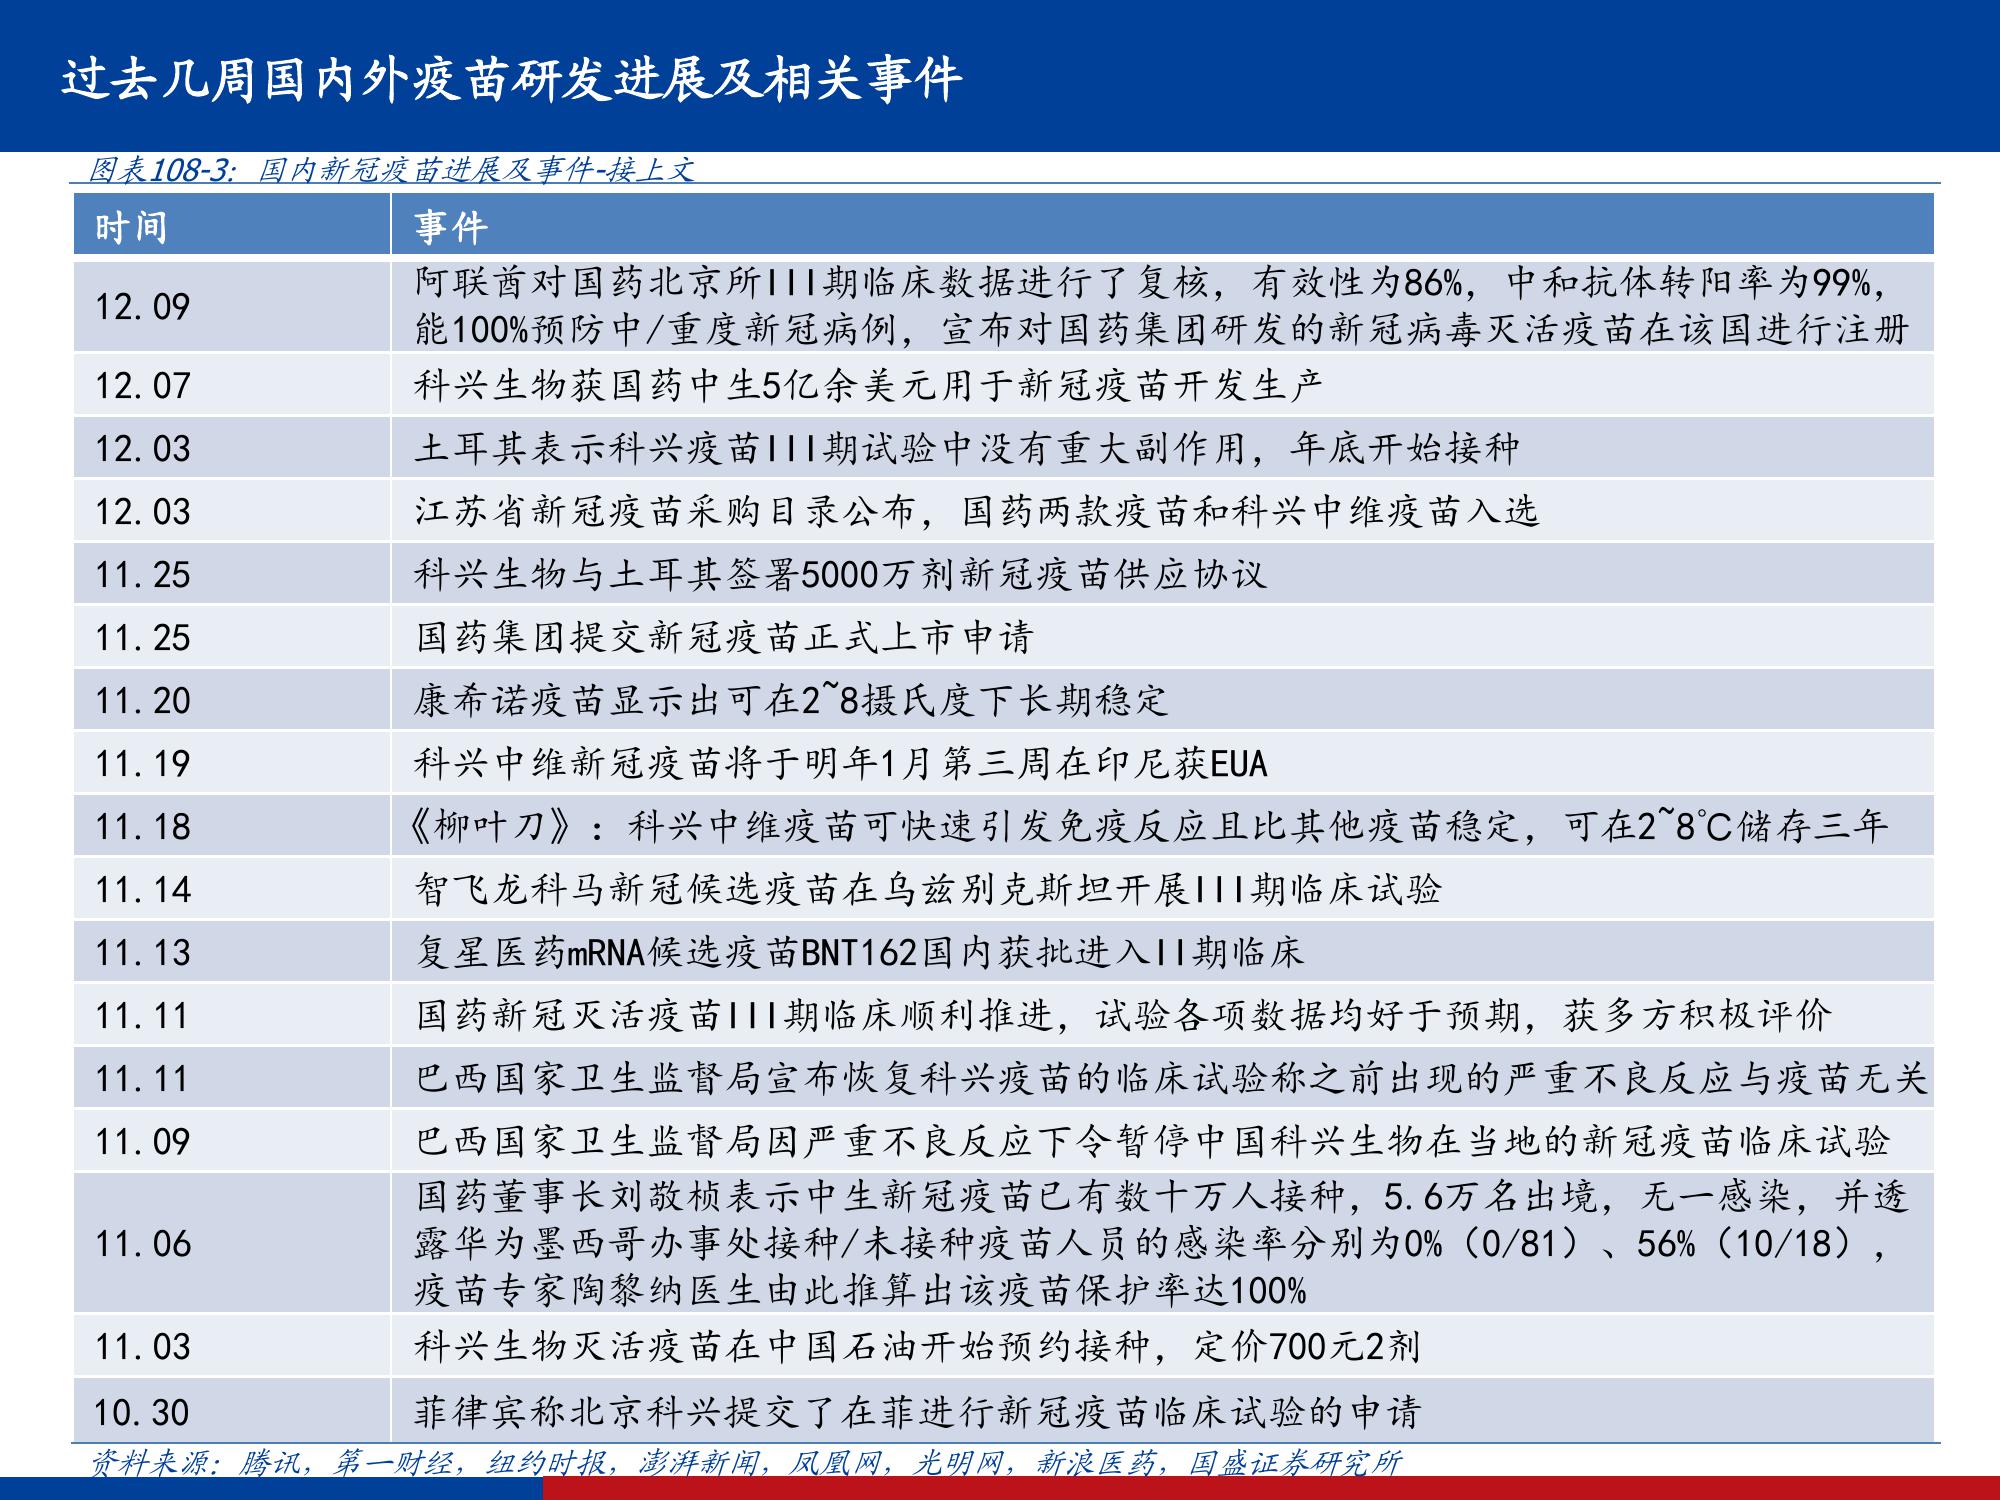 过去几周国内外疫苗研发进展及相关事件
图表108-3：国内新冠疫苗进展及事件-接上文
时间 事件
12.09 阿联酋对国药北京所III期临床数据进行了复核，有效性为86%，中和抗体转阳率为99%，
能100%预防中/重度新冠病例，宣布对国药集团研发的新冠病毒灭活疫苗在该国进行注册
12.07 科兴生物获国药中生5亿余美元用于新冠疫苗开发生产
12.03 土耳其表示科兴疫苗III期试验中没有重大副作用，年底开始接种
12.03 江苏省新冠疫苗采购目录公布，国药两款疫苗和科兴中维疫苗入选
11.25 科兴生物与土耳其签署5000万剂新冠疫苗供应协议
11.25 国药集团提交新冠疫苗正式上市申请
11.20 康希诺疫苗显示出可在2~8摄氏度下长期稳定
11.19 科兴中维新冠疫苗将于明年1月第三周在印尼获EUA
11.18 《柳叶刀》：科兴中维疫苗可快速引发免疫反应且比其他疫苗稳定，可在2~8℃储存三年
11.14 智飞龙科马新冠候选疫苗在乌兹别克斯坦开展III期临床试验
11.13 复星医药mRNA候选疫苗BNT162国内获批进入II期临床
11.11 国药新冠灭活疫苗III期临床顺利推进，试验各项数据均好于预期，获多方积极评价
11.11 巴西国家卫生监督局宣布恢复科兴疫苗的临床试验称之前出现的严重不良反应与疫苗无关
11.09 巴西国家卫生监督局因严重不良反应下令暂停中国科兴生物在当地的新冠疫苗临床试验
11.06 国药董事长刘敬桢表示中生新冠疫苗已有数十万人接种，5.6万名出境，无一感染，并透
露华为墨西哥办事处接种/未接种疫苗人员的感染率分别为0%（0/81）、56%（10/18），
疫苗专家陶黎纳医生由此推算出该疫苗保护率达100%
11.03 科兴生物灭活疫苗在中国石油开始预约接种，定价700元2剂
10.30 菲律宾称北京科兴提交了在菲进行新冠疫苗临床试验的申请
资料来源：腾讯，第一财经，纽约时报，澎湃新闻，凤凰网，光明网，新浪医药，国盛证券研究所